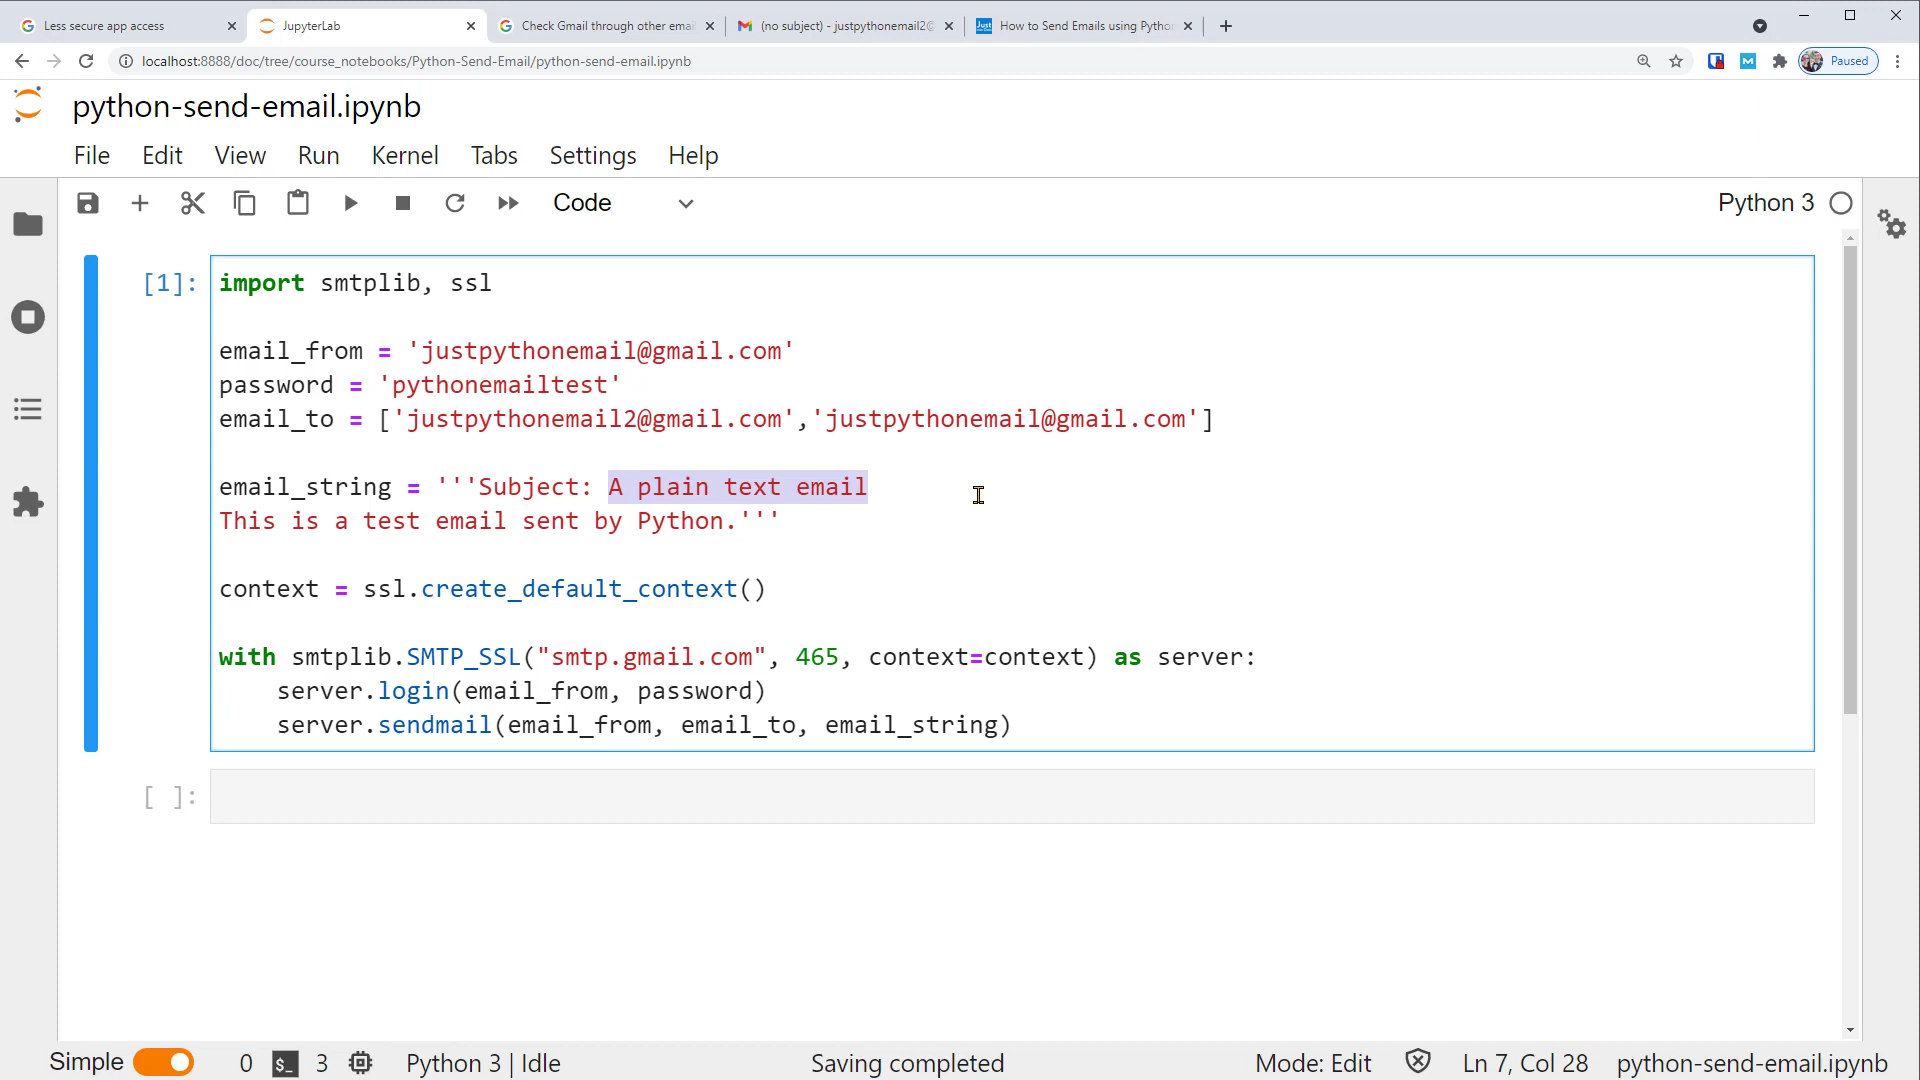 Less secure app access
JupyterLab
Check Gmail through other emai
(no subject) - justpythonemail2@
How to Send Emails using Python
localhost:8888/doc/tree/course_notebooks/Python-Send-Email/python-send-email.ipynb
Paused
python-send-email.ipynb
File Edit View Run Kernel Tabs Settings Help
Code
Python 3
[1]:
import smtplib, ssl
email_from = 'justpythonemail@gmail.com'
password = 'pythonemailtest'
email_to = ['justpythonemail2@gmail.com','justpythonemail@gmail.com']
email_string = '''Subject: A plain text email
This is a test email sent by Python.'''
context = ssl.create_default_context()
with smtplib.SMTP_SSL("smtp.gmail.com", 465, context=context) as server:
    server.login(email_from, password)
    server.sendmail(email_from, email_to, email_string)
[ ]:
Simple 0 $_ 3 Python 3 | Idle Saving completed Mode: Edit Ln 7, Col 28 python-send-email.ipynb